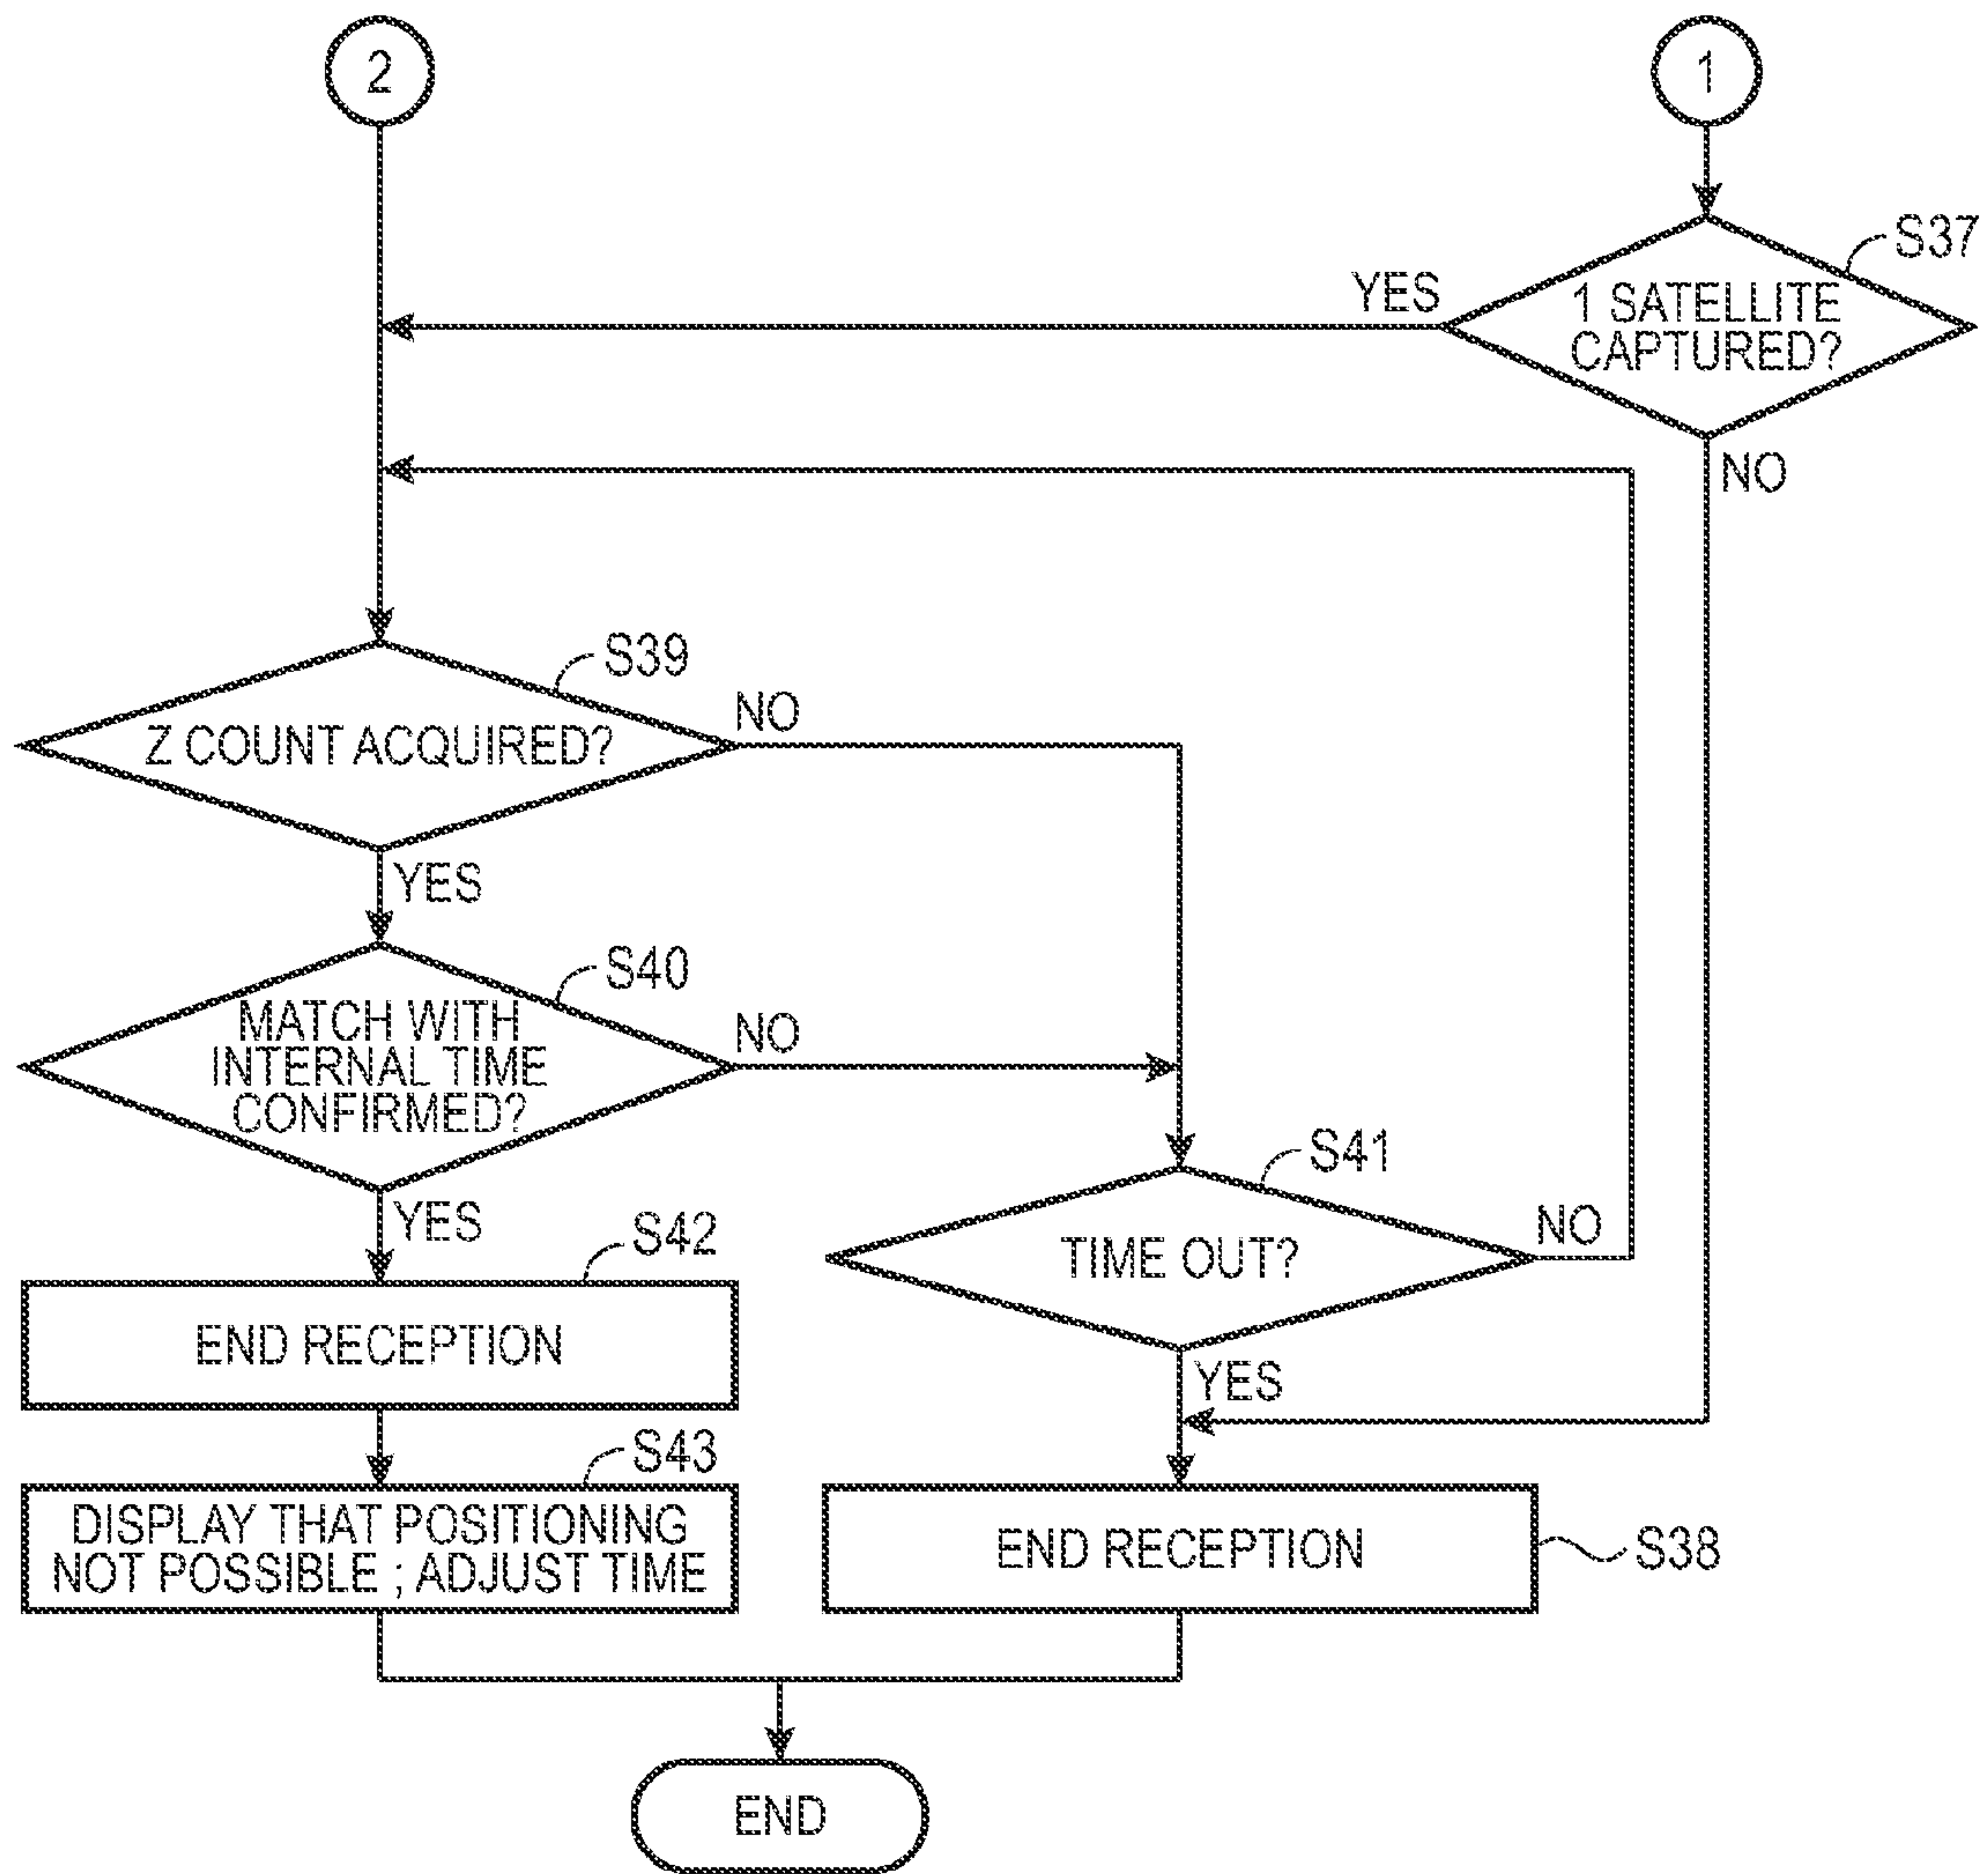 2
1
S37
YES
1 SATELLITE
CAPTURED?
NO
S39
NO
Z COUNT ACQUIRED?
YES
S40
NO
MATCH WITH
INTERNAL TIME
CONFIRMED?
S41
YES
NO
S42
TIME OUT?
END RECEPTION
YES
S43
DISPLAY THAT POSITIONING
NOT POSSIBLE ; ADJUST TIME
END RECEPTION
S38
END